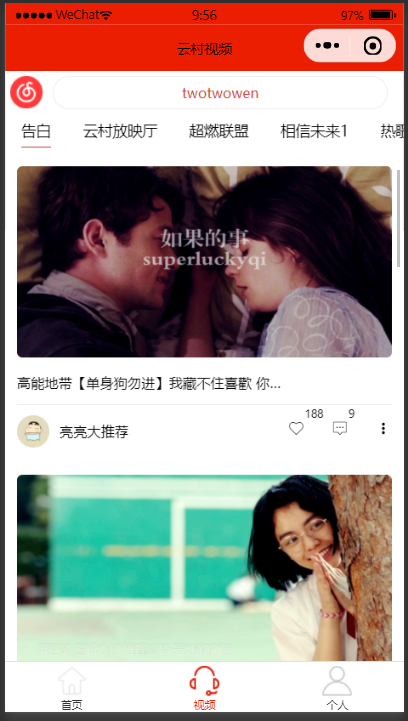 WeChat 9:56 97%
云村视频
twotwowen
告白 云村放映厅 超燃联盟 相信未来1 热歌
如果的事
superluckyqi
高能地带【单身狗勿进】我藏不住喜歡 你...
亮亮大推荐 188 9
首页 视频 个人